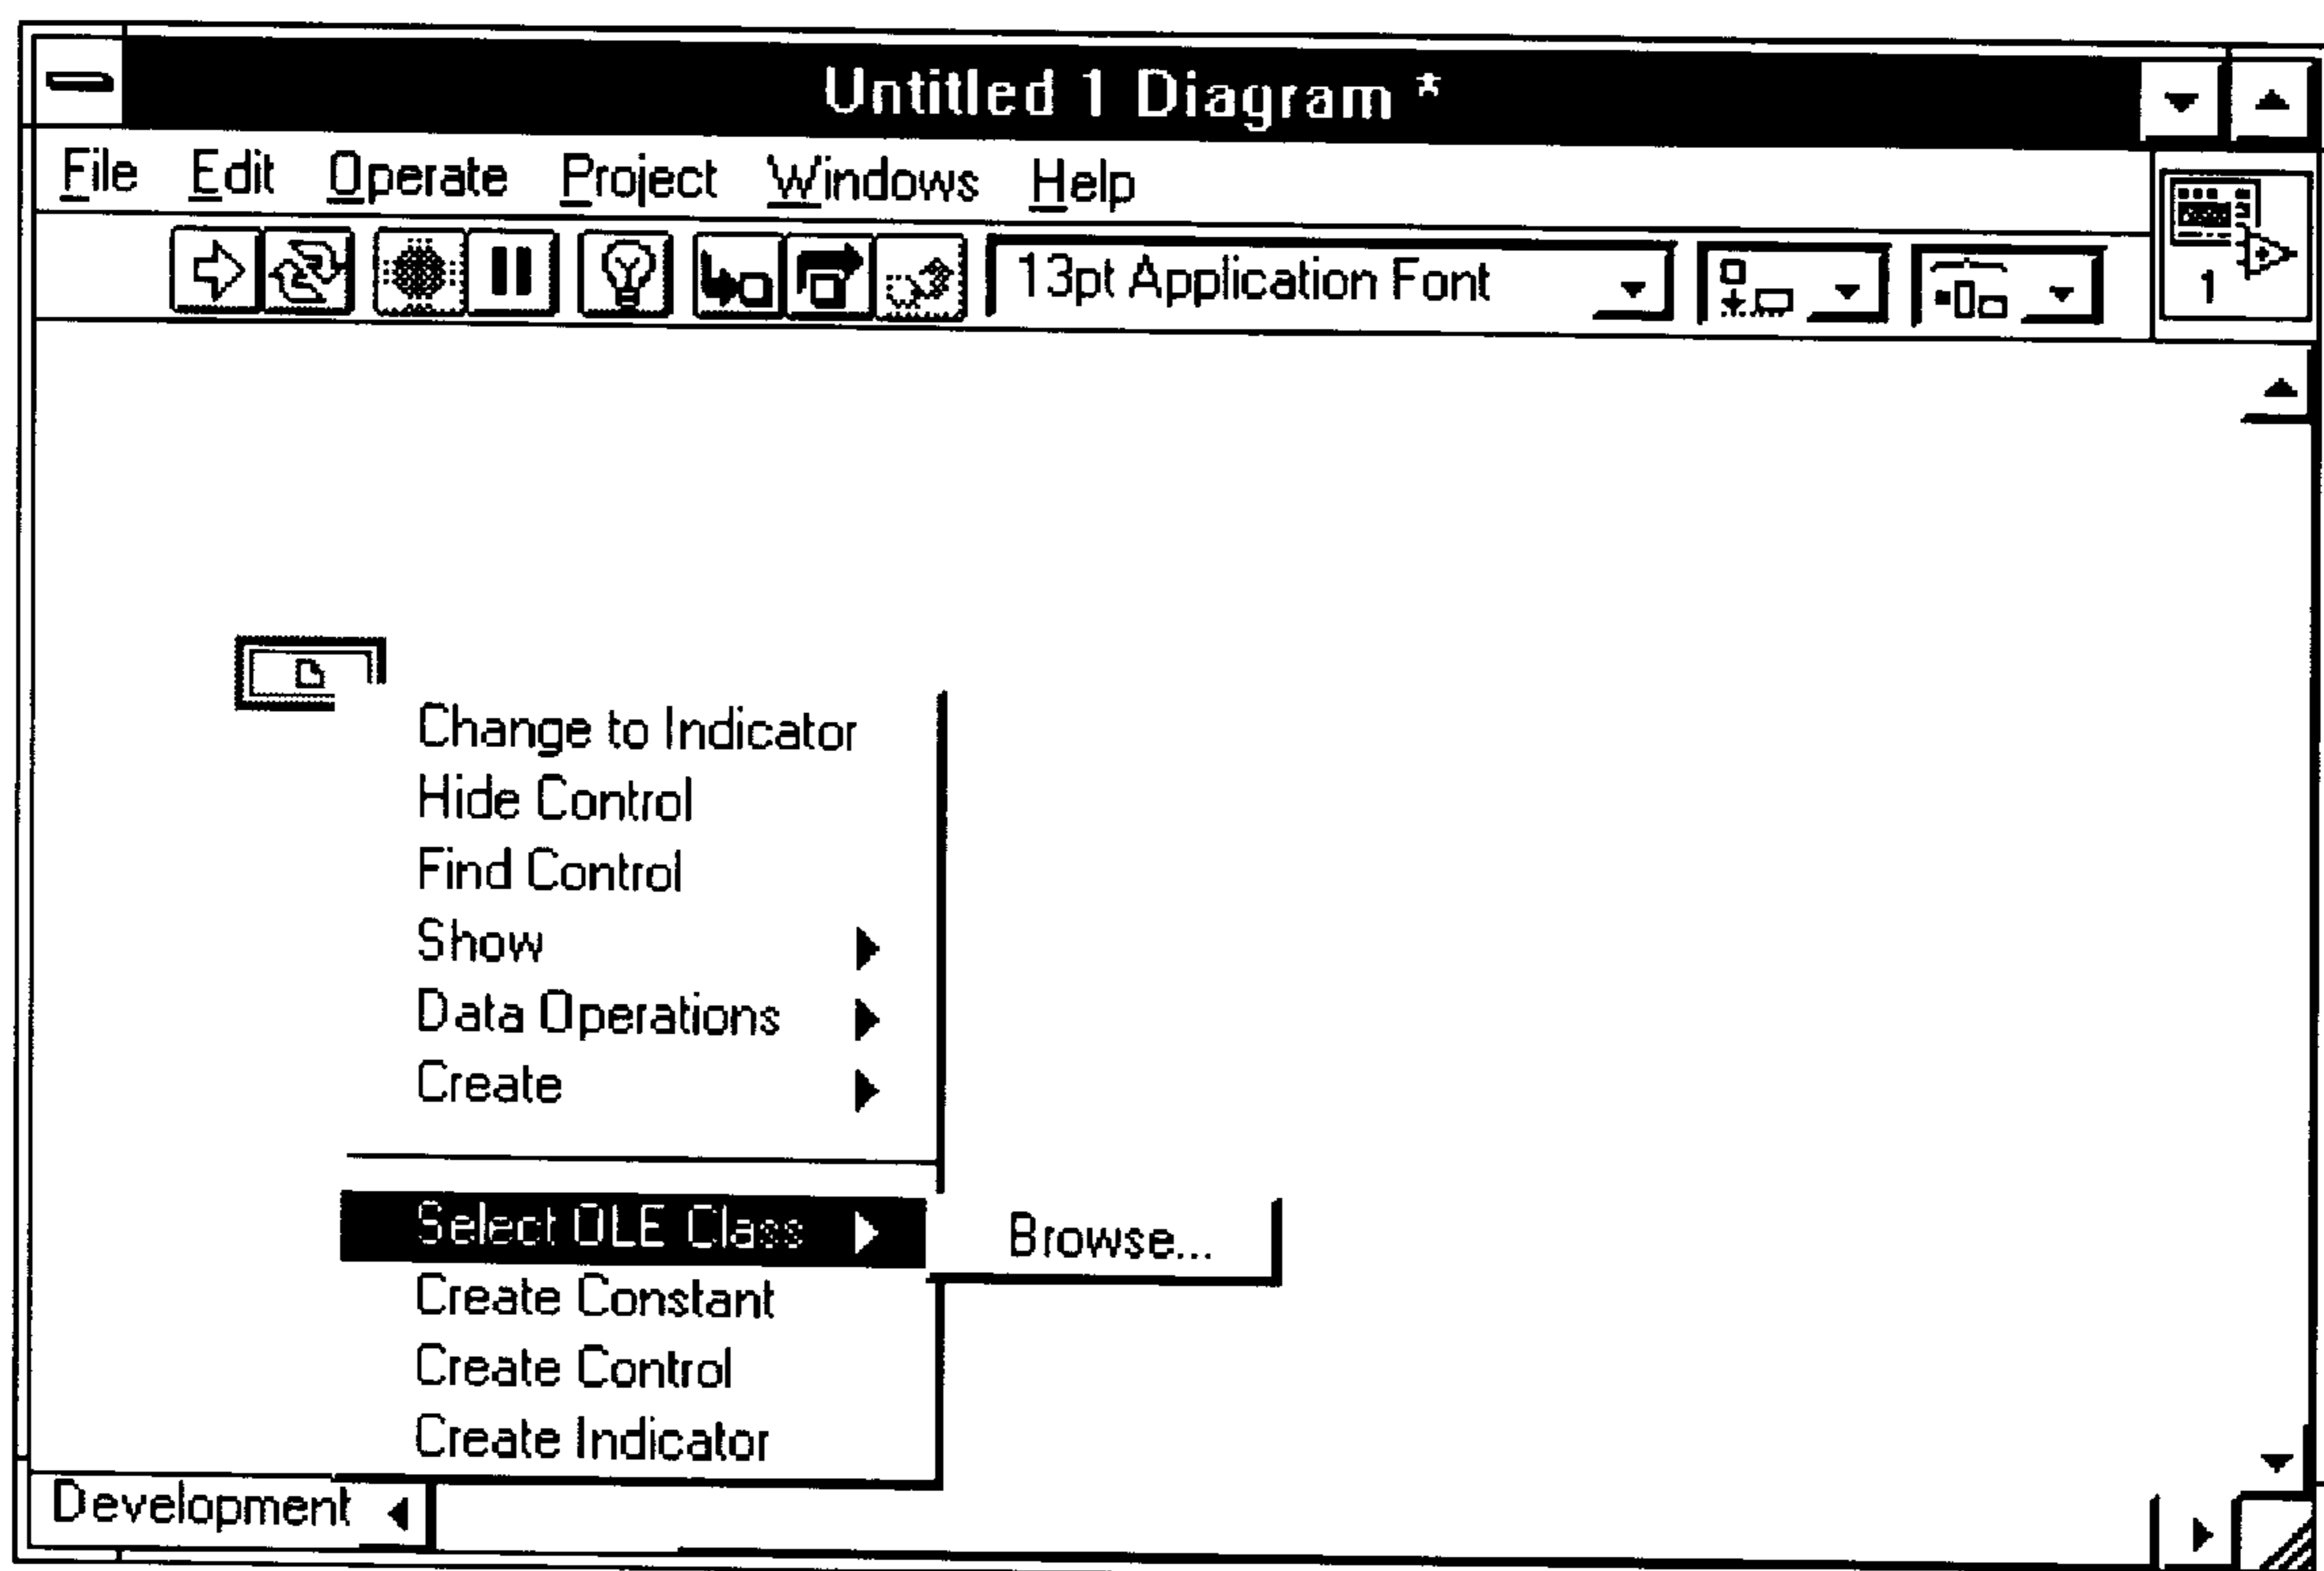 Untitled 1 Diagram *
File Edit Operate Project Windows Help
13pt Application Font
1
Change to Indicator
Hide Control
Find Control
Show
Data Operations
Create
Select OLE Class
Browse...
Create Constant
Create Control
Create Indicator
Development